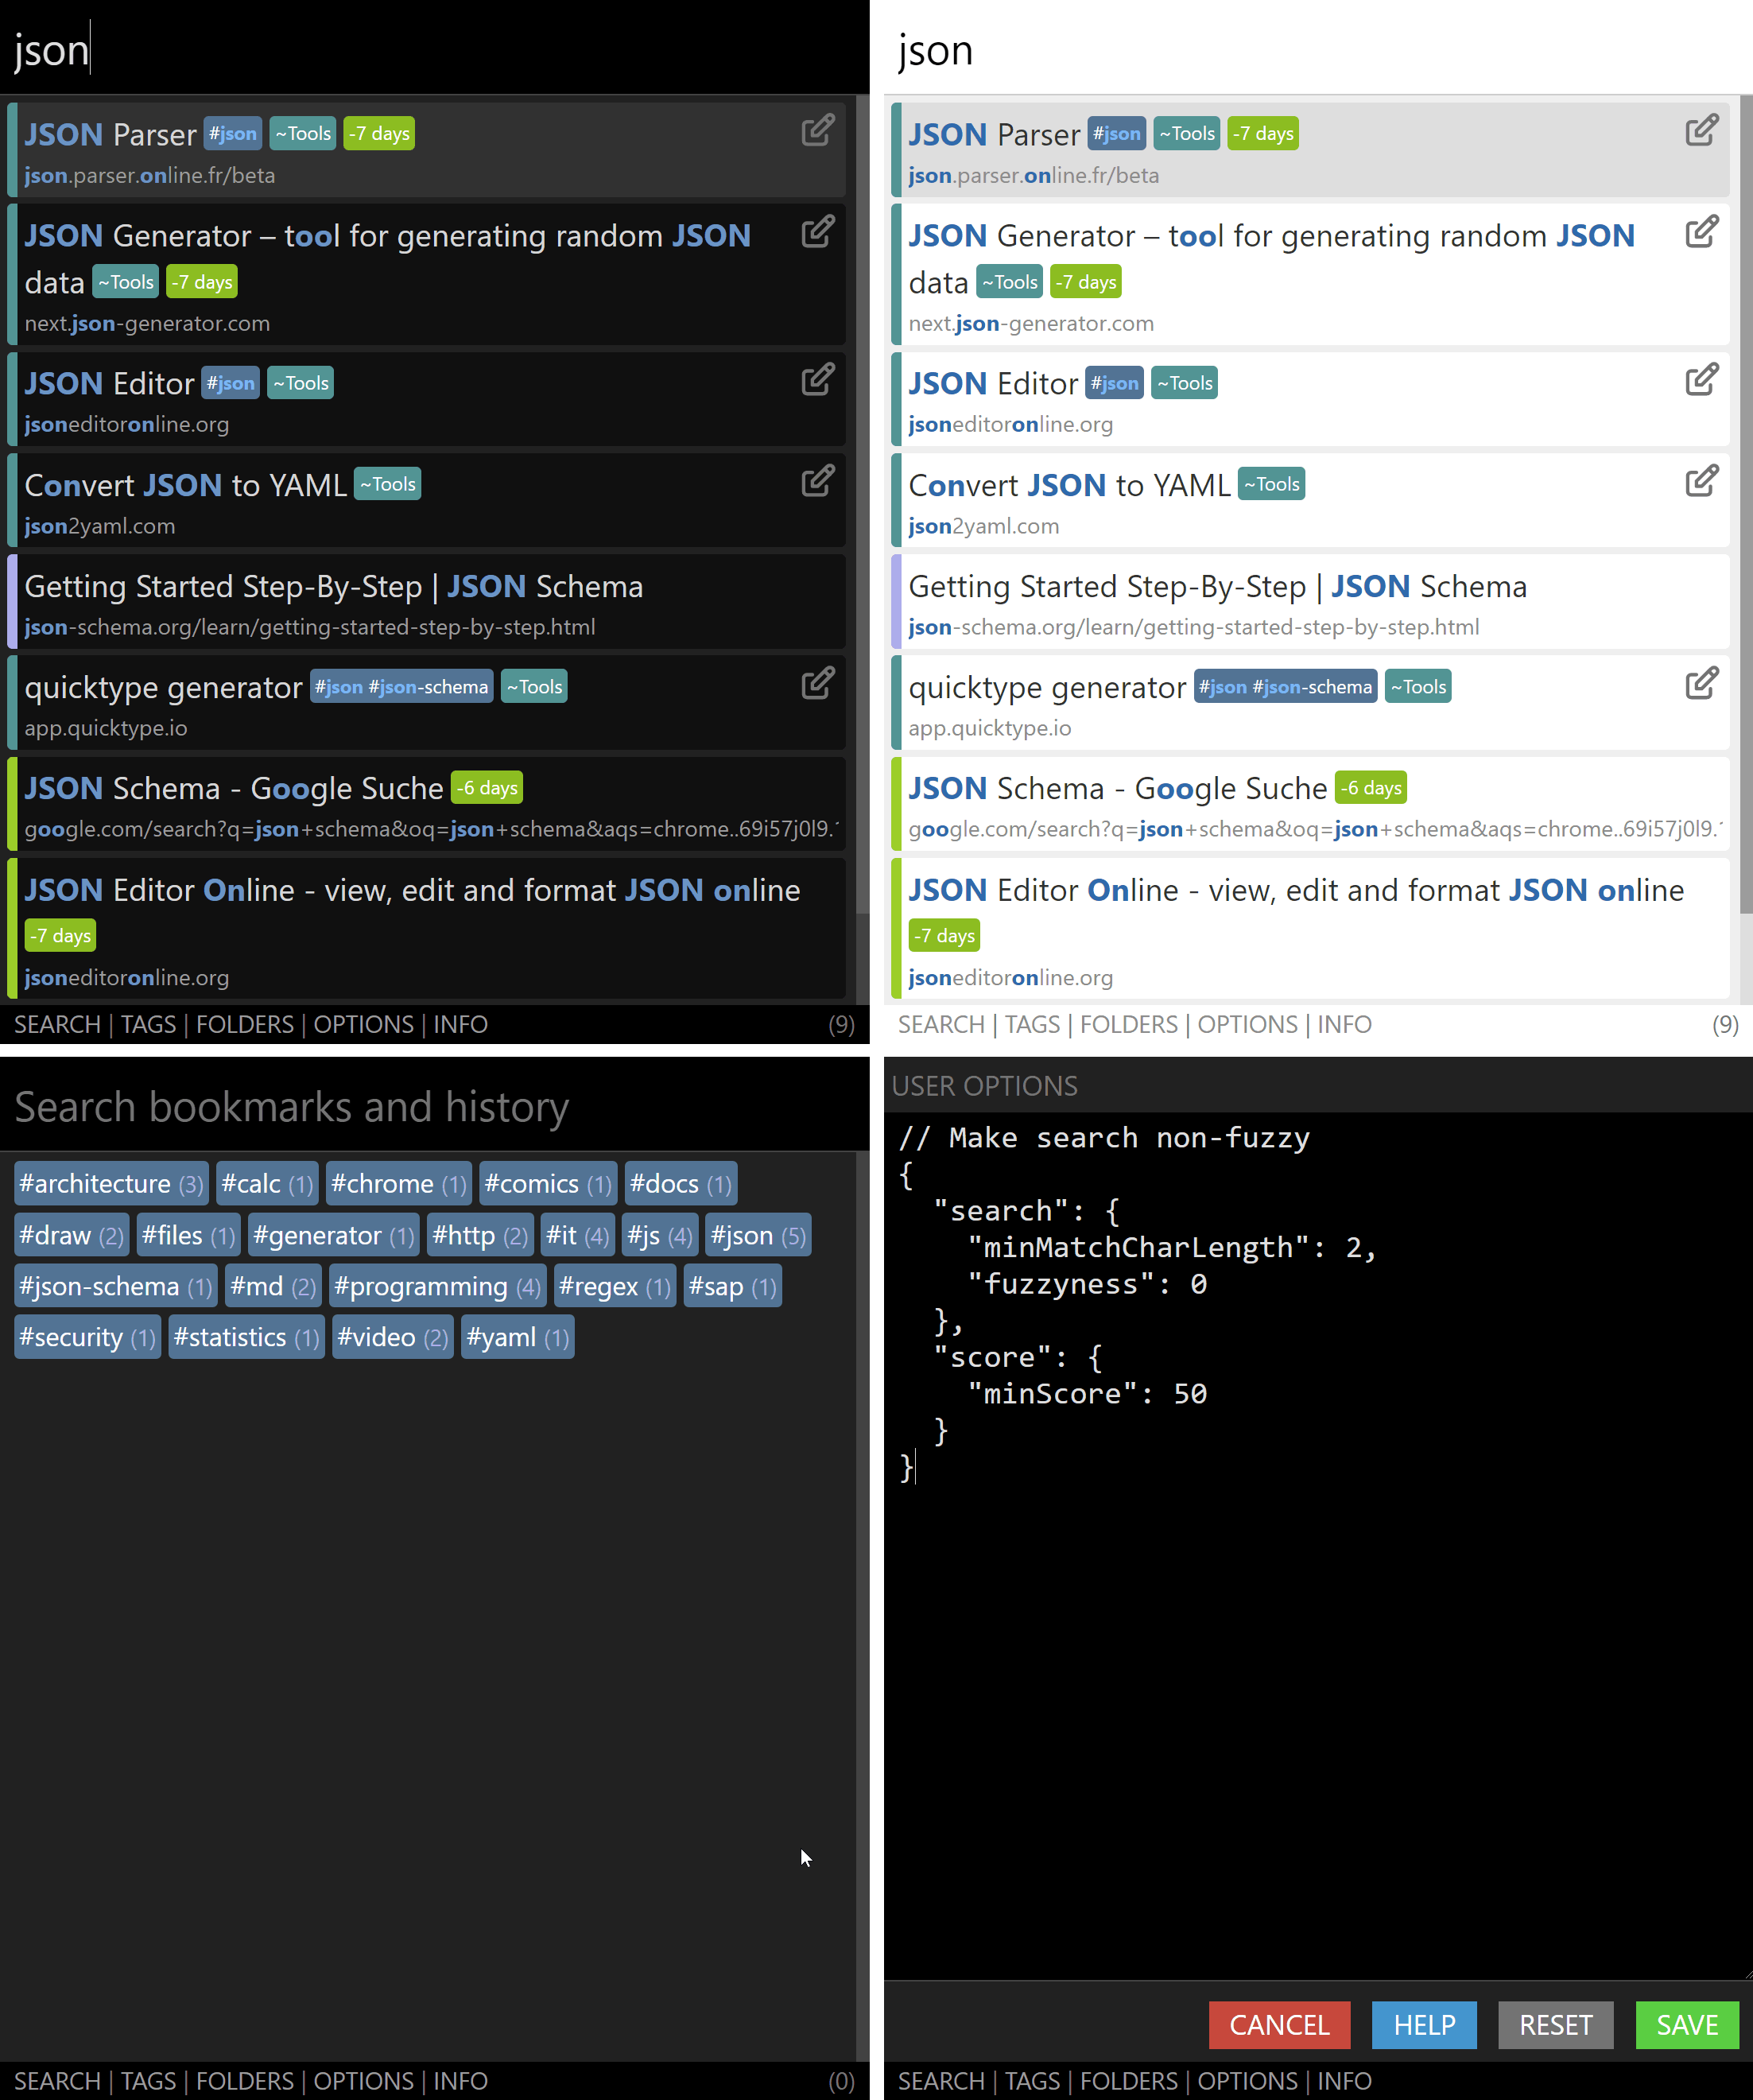 json
JSON Parser #json ~Tools -7 days
json.parser.online.fr/beta
JSON Generator – tool for generating random JSON
data ~Tools -7 days
next.json-generator.com
JSON Editor #json ~Tools
jsoneditoronline.org
Convert JSON to YAML ~Tools
json2yaml.com
Getting Started Step-By-Step | JSON Schema
json-schema.org/learn/getting-started-step-by-step.html
quicktype generator #json #json-schema ~Tools
app.quicktype.io
JSON Schema - Google Suche -6 days
google.com/search?q=json+schema&oq=json+schema&aqs=chrome..69i57j0l9.
JSON Editor Online - view, edit and format JSON online
-7 days
jsoneditoronline.org
SEARCH | TAGS | FOLDERS | OPTIONS | INFO (9)
json
JSON Parser #json ~Tools -7 days
json.parser.online.fr/beta
JSON Generator – tool for generating random JSON
data ~Tools -7 days
next.json-generator.com
JSON Editor #json ~Tools
jsoneditoronline.org
Convert JSON to YAML ~Tools
json2yaml.com
Getting Started Step-By-Step | JSON Schema
json-schema.org/learn/getting-started-step-by-step.html
quicktype generator #json #json-schema ~Tools
app.quicktype.io
JSON Schema - Google Suche -6 days
google.com/search?q=json+schema&oq=json+schema&aqs=chrome..69i57j0l9.
JSON Editor Online - view, edit and format JSON online
-7 days
jsoneditoronline.org
SEARCH | TAGS | FOLDERS | OPTIONS | INFO (9)
Search bookmarks and history
#architecture (3) #calc (1) #chrome (1) #comics (1) #docs (1)
#draw (2) #files (1) #generator (1) #http (2) #it (4) #js (4) #json (5)
#json-schema (1) #md (2) #programming (4) #regex (1) #sap (1)
#security (1) #statistics (1) #video (2) #yaml (1)
SEARCH | TAGS | FOLDERS | OPTIONS | INFO (0)
USER OPTIONS
// Make search non-fuzzy
{
"search": {
"minMatchCharLength": 2,
"fuzzyness": 0
},
"score": {
"minScore": 50
}
}
CANCEL HELP RESET SAVE
SEARCH | TAGS | FOLDERS | OPTIONS | INFO